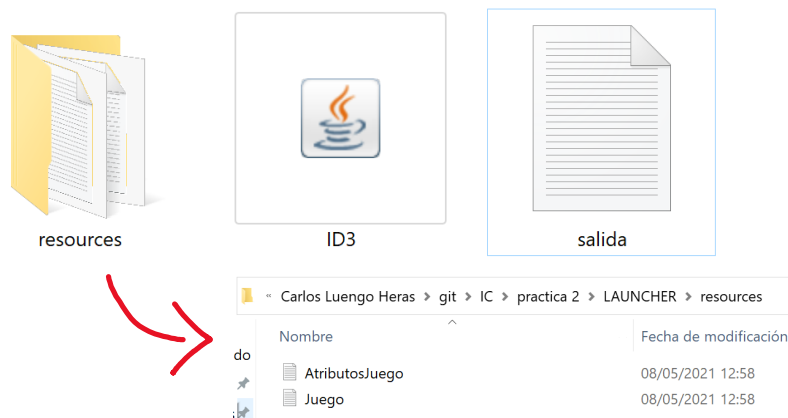 resources
ID3
salida
« Carlos Luengo Heras > git > IC > practica 2 > LAUNCHER > resources
Nombre
Fecha de modificación
do
AtributosJuego
08/05/2021 12:58
Juego
08/05/2021 12:58